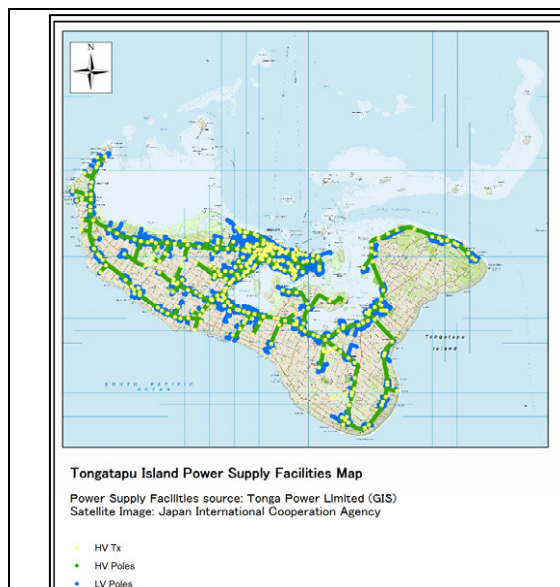 N
Tongatapu
Island
SOUTH PACIFIC
OCEAN
Tongatapu Island Power Supply Facilities Map
Power Supply Facilities source: Tonga Power Limited (GIS)
Satellite Image: Japan International Cooperation Agency
HV Tx
HV Poles
LV Poles